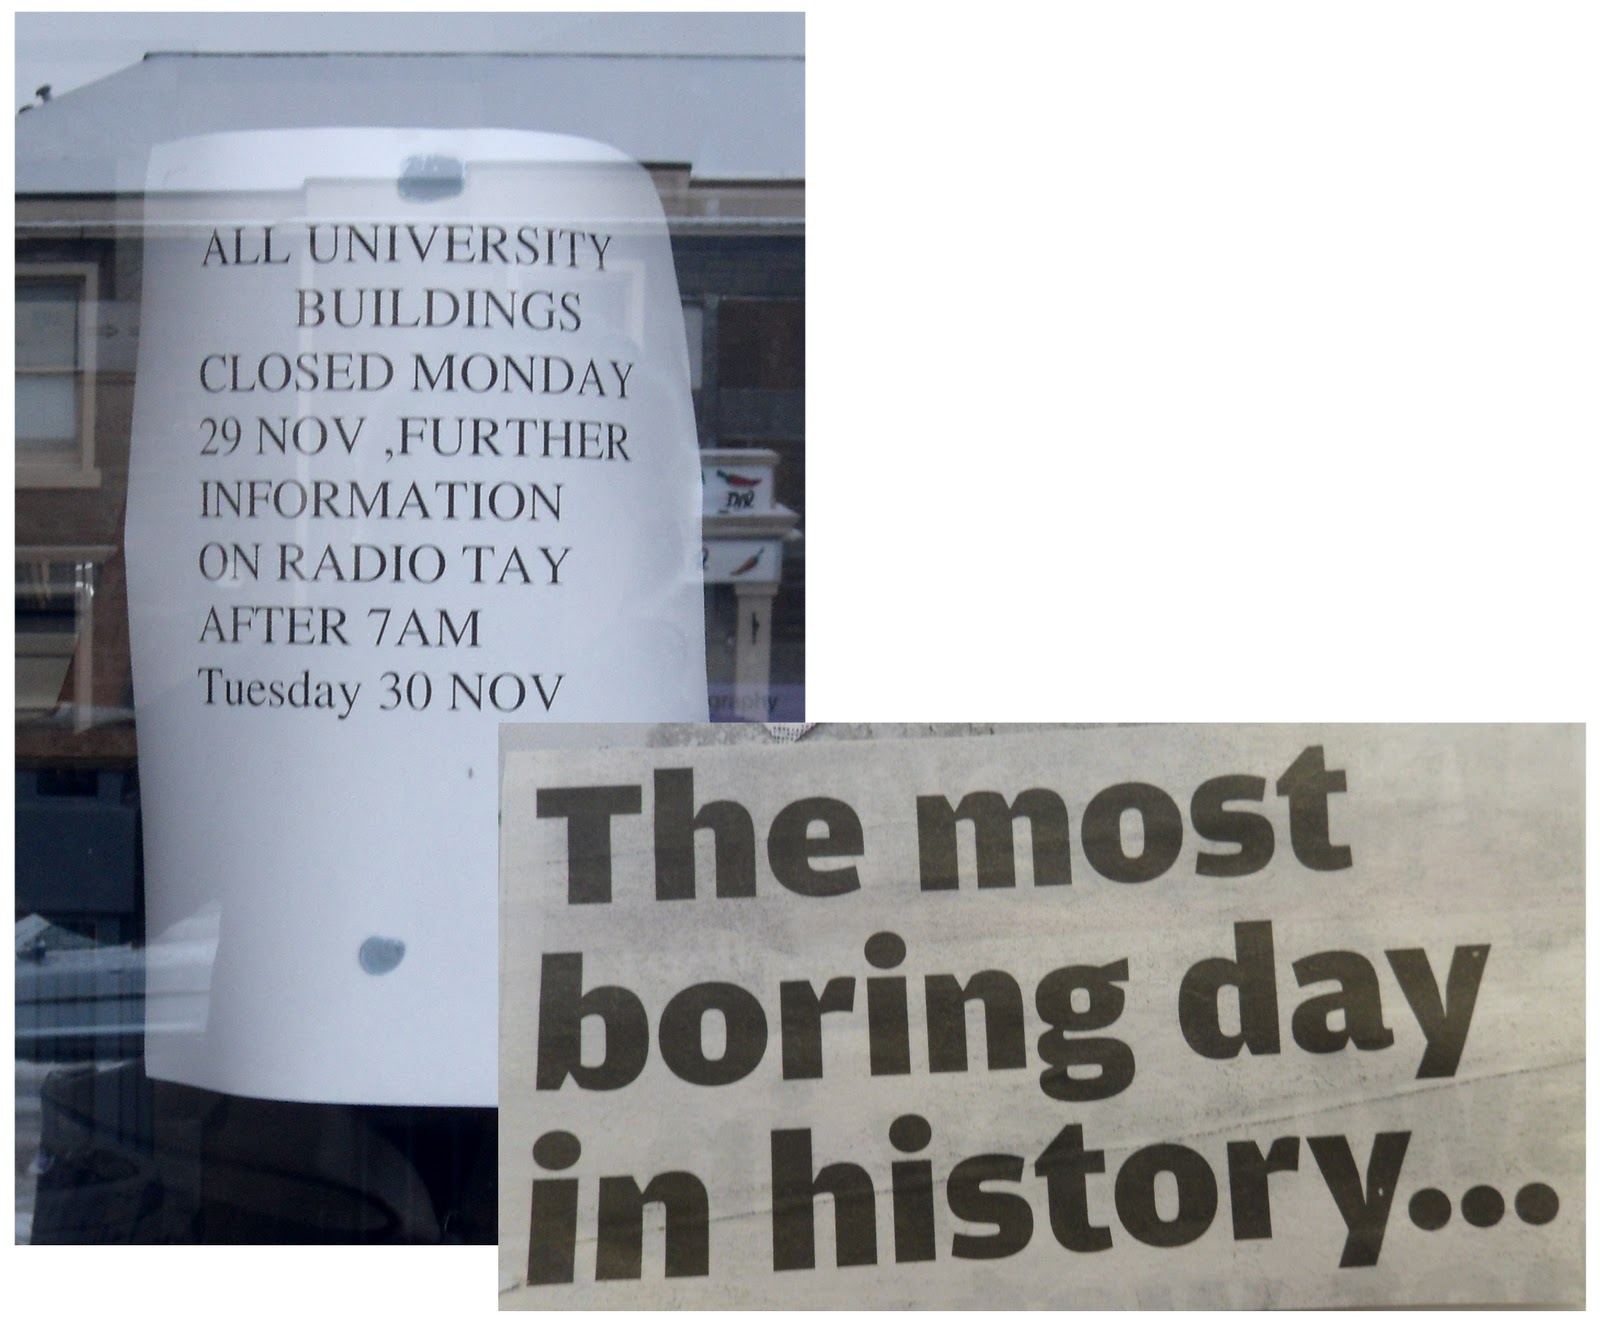 ALL UNIVERSITY
BUILDINGS
CLOSED MONDAY
29 NOV ,FURTHER
INFORMATION
ON RADIO TAY
AFTER 7AM
Tuesday 30 NOV
graphy
The most
boring day
in history...